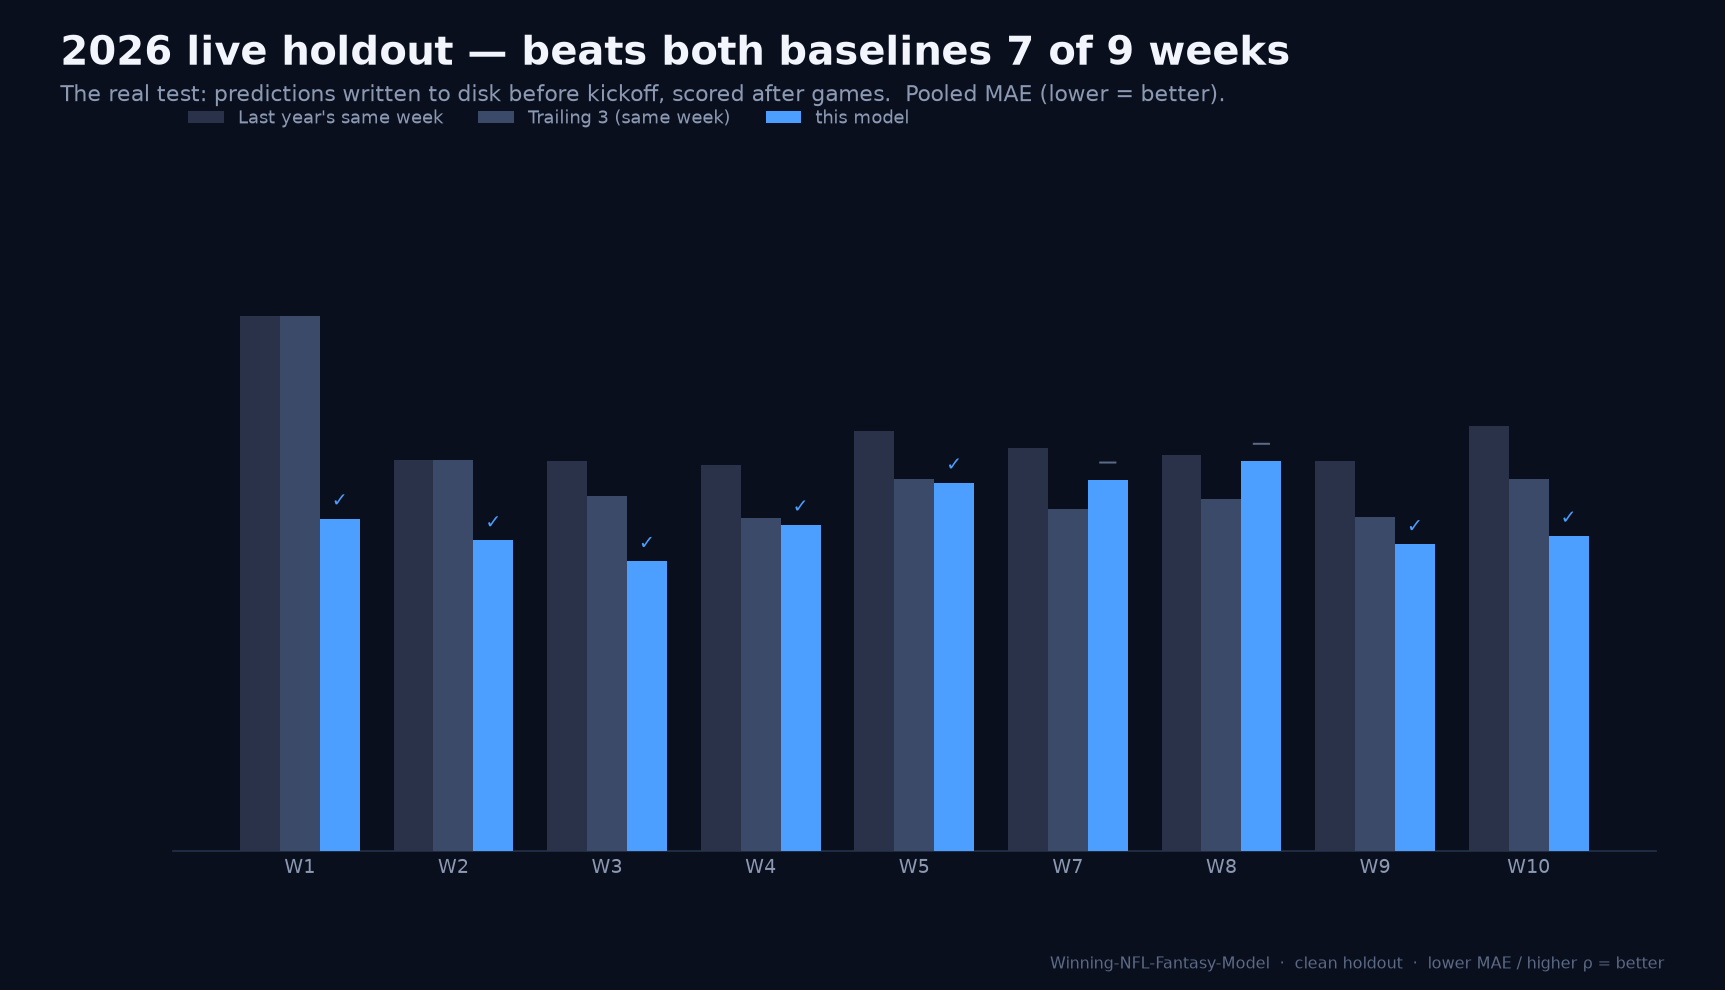 2026 live holdout — beats both baselines 7 of 9 weeks
The real test: predictions written to disk before kickoff, scored after games.  Pooled MAE (lower = better).
Last year's same week   Trailing 3 (same week)   this model
✓ ✓ ✓ ✓ ✓ — — ✓ ✓
W1 W2 W3 W4 W5 W7 W8 W9 W10
Winning-NFL-Fantasy-Model · clean holdout · lower MAE / higher ρ = better